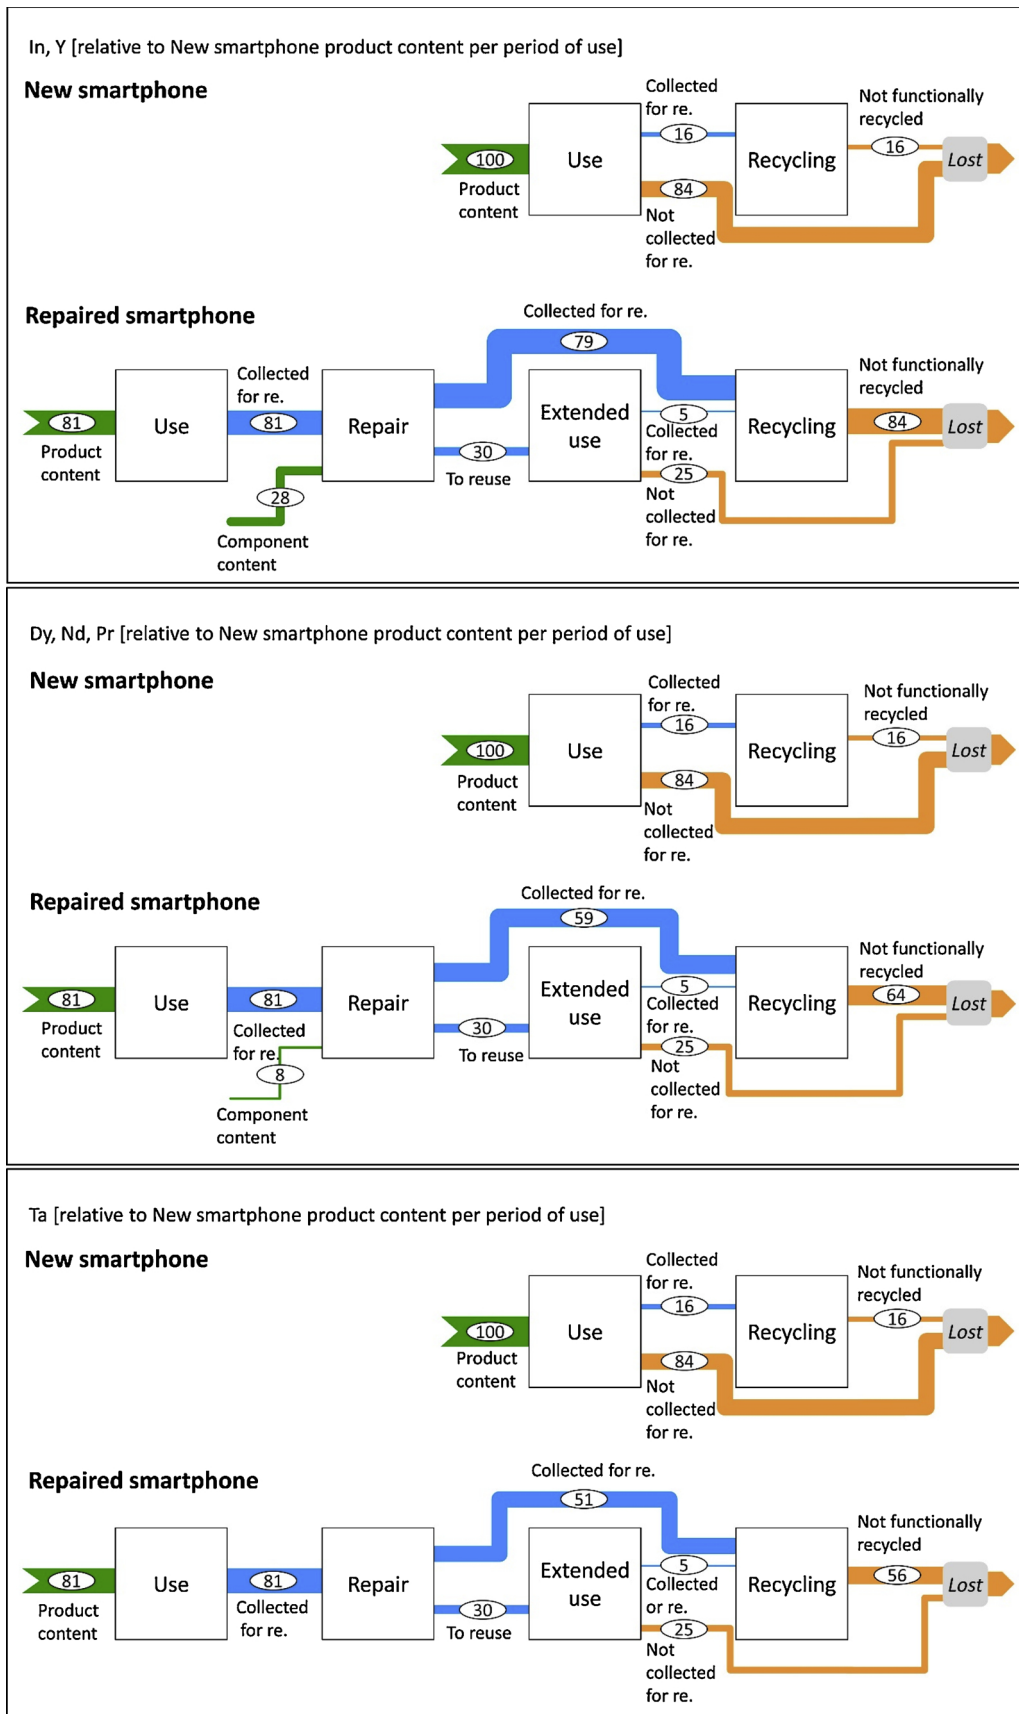 In, Y [relative to New smartphone product content per period of use]
New smartphone
Collected
for re.
Not functionally
recycled
16
16
100
Use
Recycling
Lost
Product
content
84
Not
collected
for re.
Repaired smartphone
Collected for re.
79
Collected
for re.
Not functionally
recycled
81
Use
81
Repair
Extended
use
5
Recycling
84
Lost
Product
content
30
To reuse
Collected
for re.
25
28
Not
collected
for re.
Component
content
Dy, Nd, Pr [relative to New smartphone product content per period of use]
New smartphone
Collected
for re.
Not functionally
recycled
16
16
100
Use
Recycling
Lost
Product
content
84
Not
collected
for re.
Repaired smartphone
Collected for re.
59
Not functionally
recycled
81
Use
81
Repair
Extended
use
5
Recycling
64
Lost
Product
content
Collected
for re.
30
To reuse
Collected
for re.
25
8
Not
collected
for re.
Component
content
Ta [relative to New smartphone product content per period of use]
New smartphone
Collected
for re.
Not functionally
recycled
16
16
100
Use
Recycling
Lost
Product
content
84
Not
collected
for re.
Repaired smartphone
Collected for re.
51
Not functionally
recycled
81
Use
81
Repair
Extended
use
5
Recycling
56
Lost
Product
content
Collected
for re.
30
To reuse
Collected
or re.
25
Not
collected
for re.